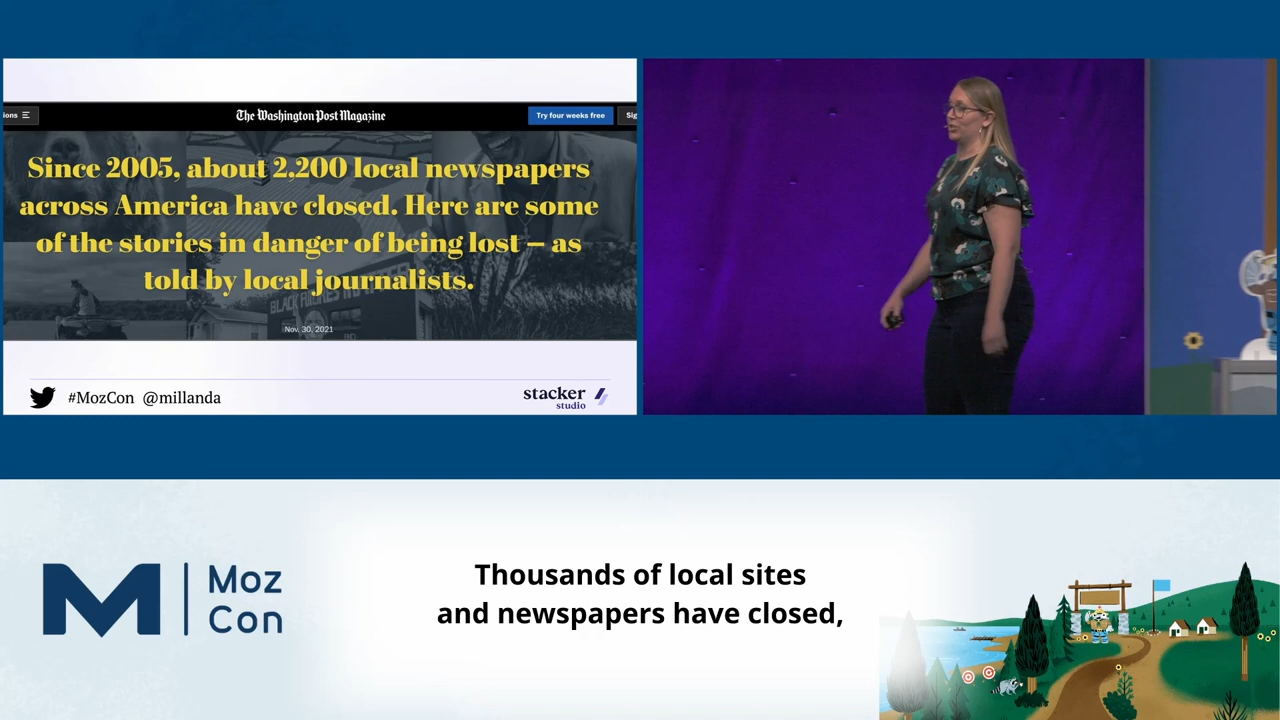 ions
The Washington Post Magazine
Try four weeks free
Sig
Since 2005, about 2,200 local newspapers
across America have closed. Here are some
of the stories in danger of being lost — as
told by local journalists.
Nov. 30, 2021
#MozCon @millanda
stacker
studio
Moz
Con
Thousands of local sites
and newspapers have closed,